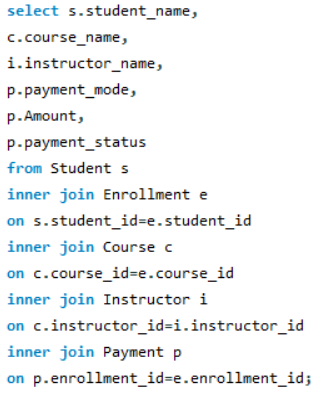 select s.student_name,
c.course_name,
i.instructor_name,
p.payment_mode,
p.Amount,
p.payment_status
from Student s
inner join Enrollment e
on s.student_id=e.student_id
inner join Course c
on c.course_id=e.course_id
inner join Instructor i
on c.instructor_id=i.instructor_id
inner join Payment p
on p.enrollment_id=e.enrollment_id;